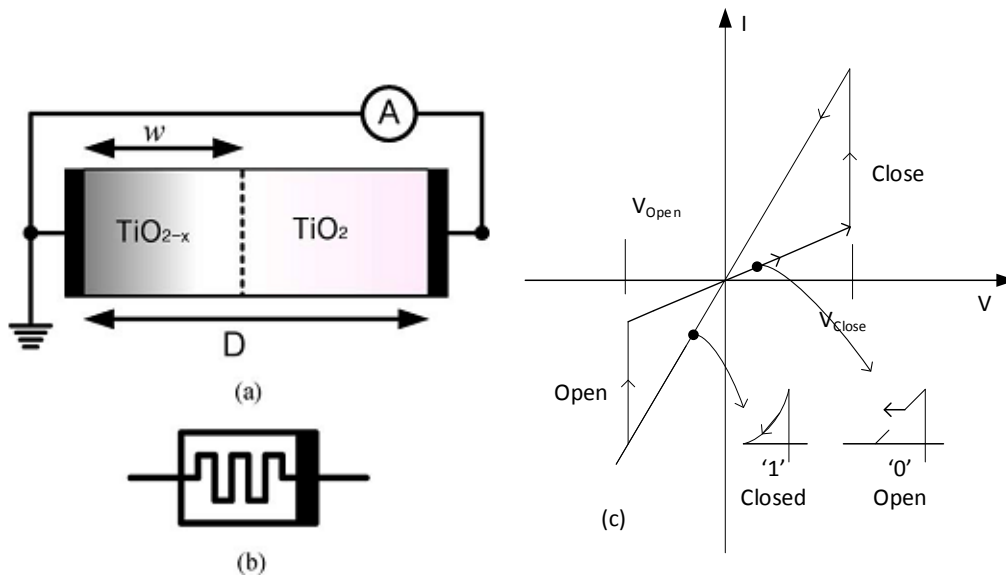 A
w
TiO2-x
TiO2
D
(a)
(b)
I
Close
VOpen
V
VClose
Open
‘1’
Closed
‘0’
Open
(c)